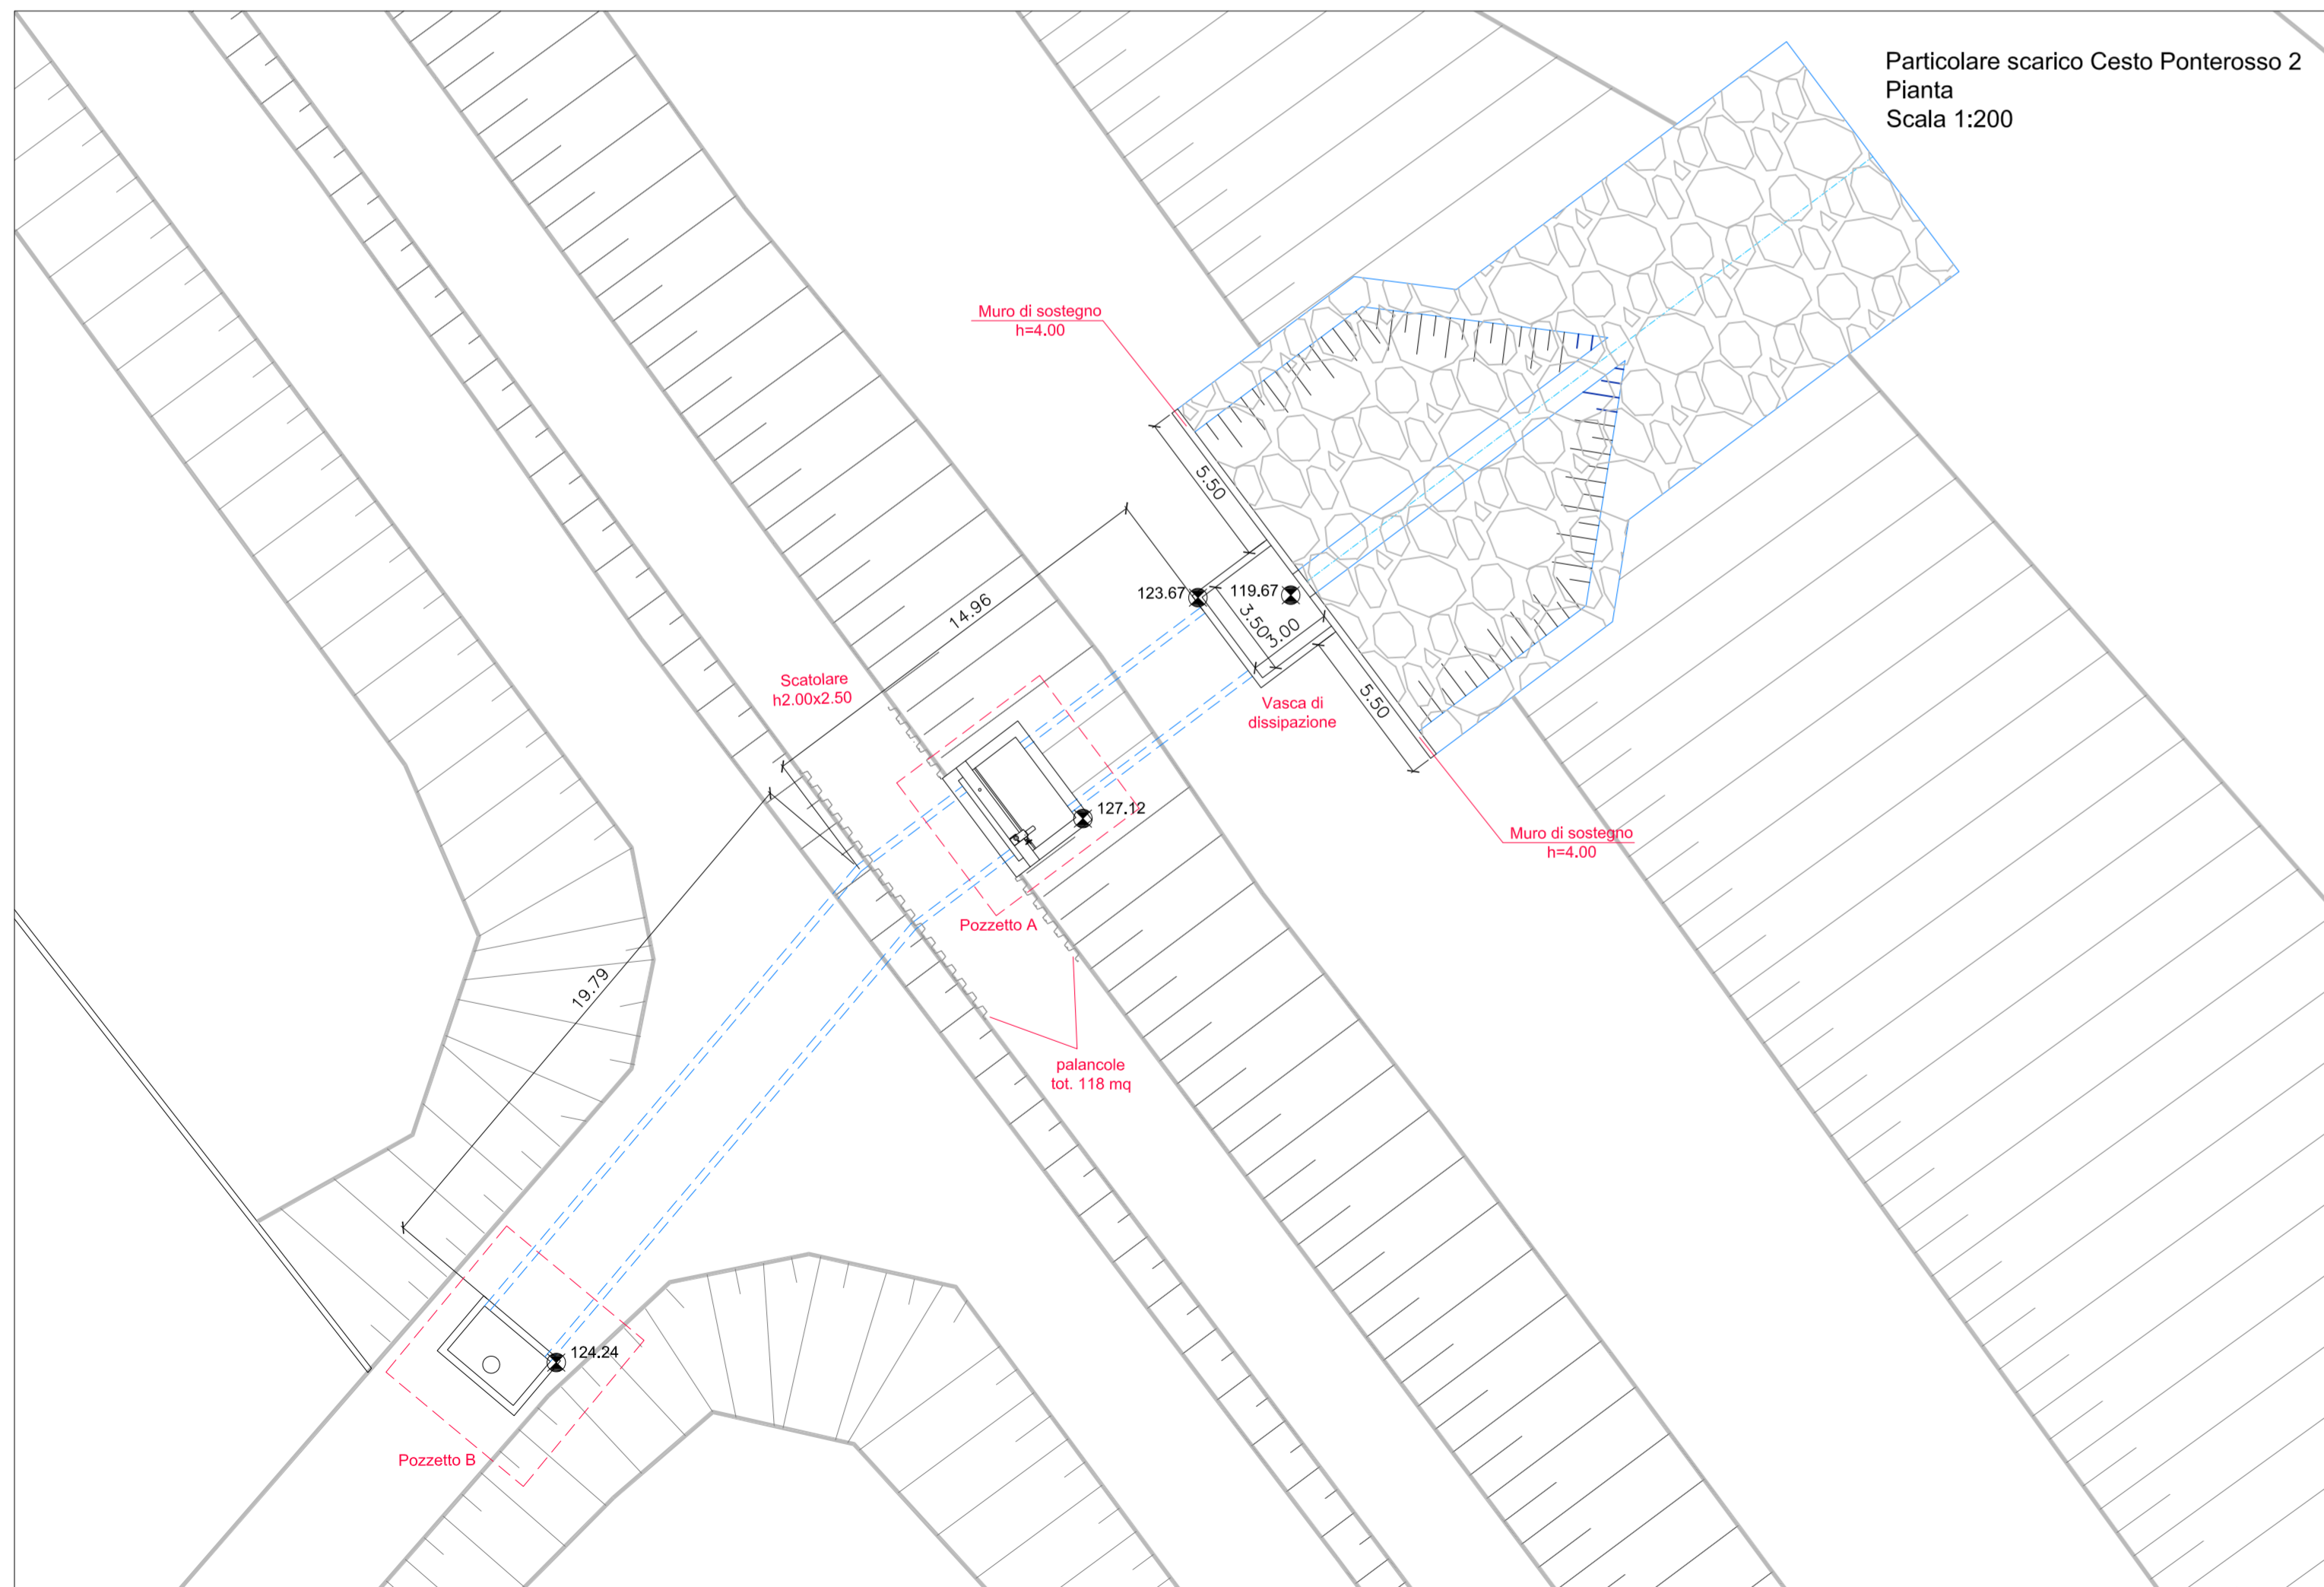 Particolare scarico Cesto Ponterosso 2
Pianta
Scala 1:200
Muro di sostegno
h=4.00
5.50
14.96
123.67
119.67
3.50
3.00
Scatolare
h2.00x2.50
Vasca di
dissipazione
5.50
127.12
Muro di sostegno
h=4.00
Pozzetto A
19.79
palancole
tot. 118 mq
124.24
Pozzetto B